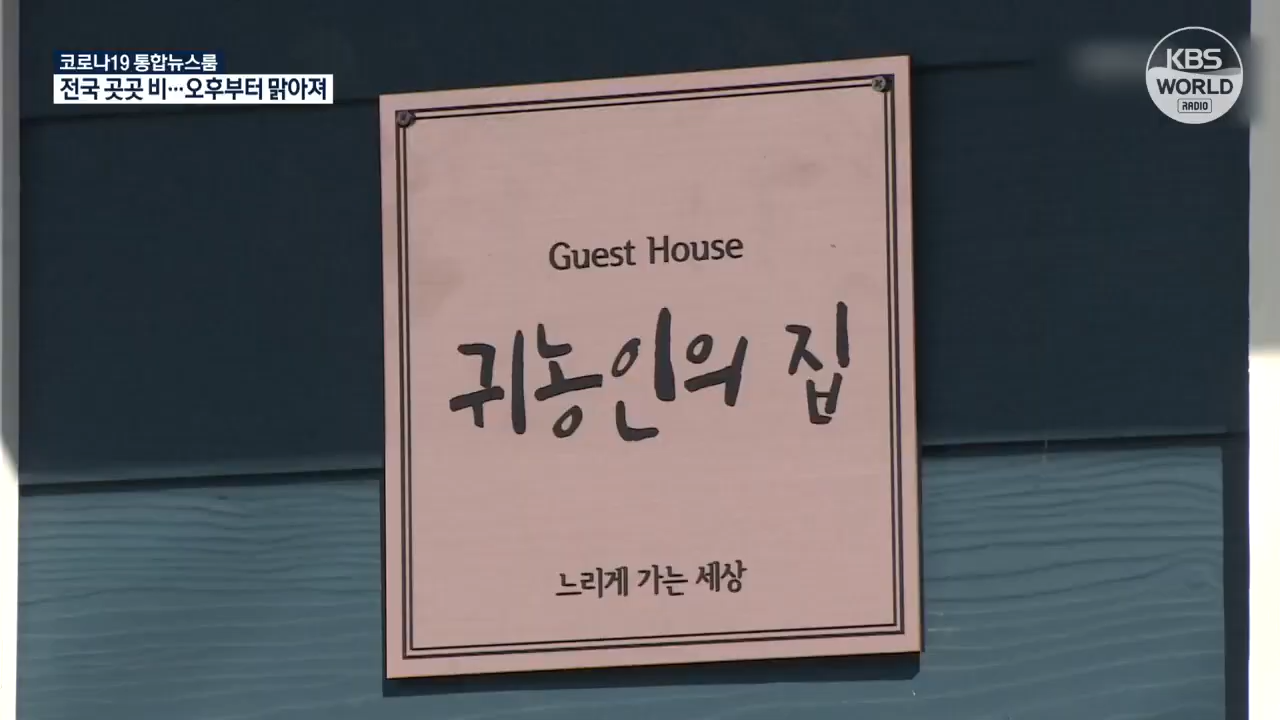 코로나19 통합뉴스룸
전국 곳곳 비…오후부터 맑아져
KBS
WORLD
RADIO
Guest House
귀농인의 집
느리게 가는 세상